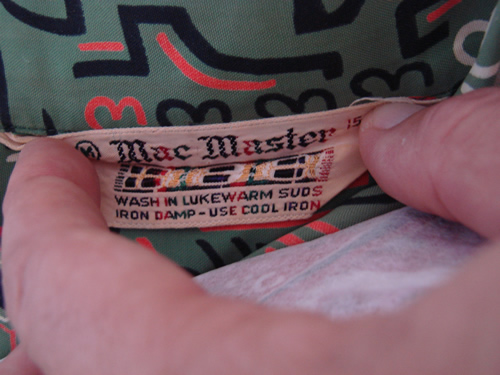 ® Mac Master 15
WASH IN LUKEWARM SUDS
IRON DAMP - USE COOL IRON